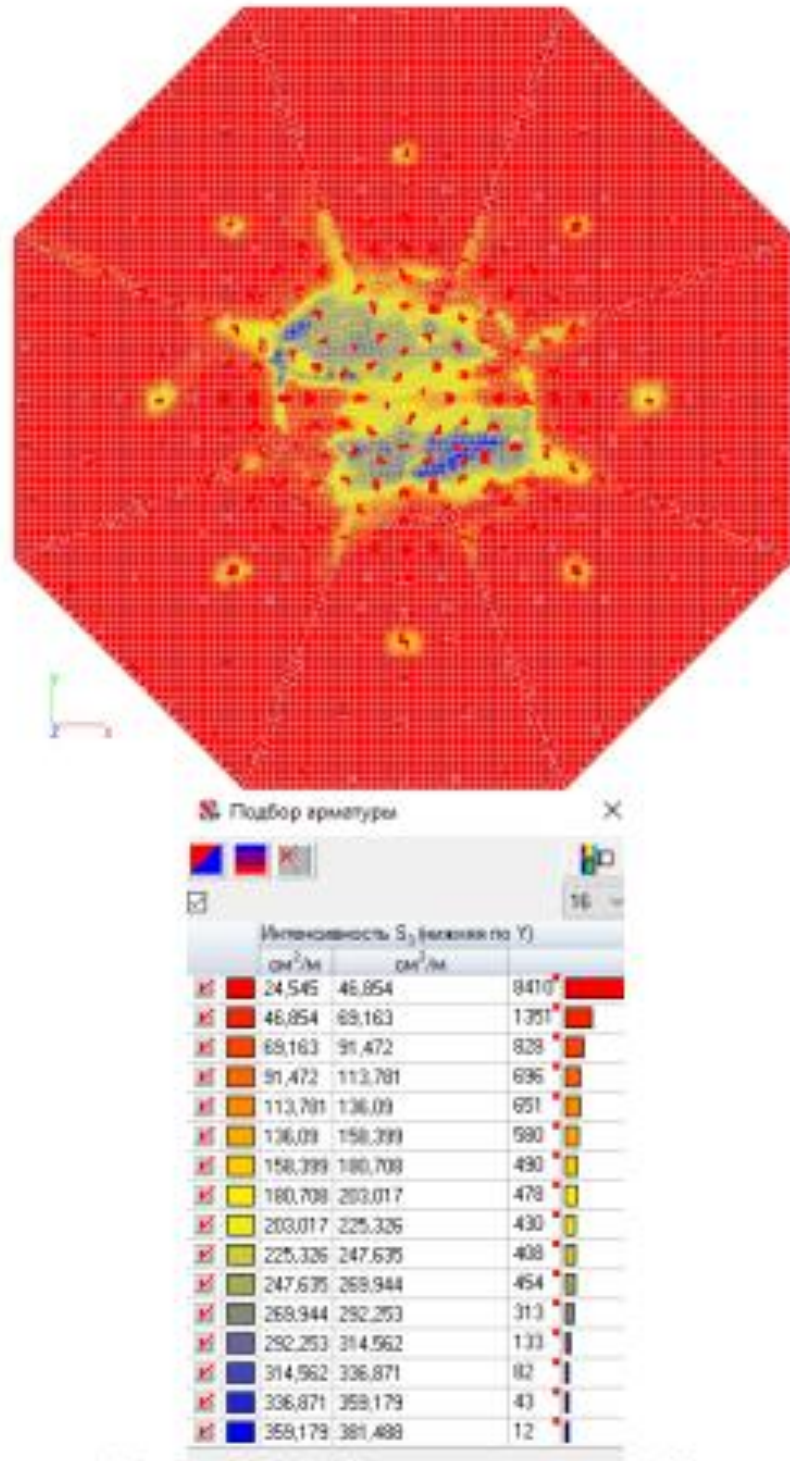 Y
Z X
Подбор арматуры
16
Интенсивность S3 (нижняя по Y)
см²/м см²/м
24,545 46,854 8410
46,854 69,163 1351
69,163 91,472 828
91,472 113,781 696
113,781 136,09 651
136,09 158,399 580
158,399 180,708 490
180,708 203,017 478
203,017 225,326 430
225,326 247,635 408
247,635 269,944 454
269,944 292,253 313
292,253 314,562 133
314,562 336,871 82
336,871 359,179 43
359,179 381,488 12